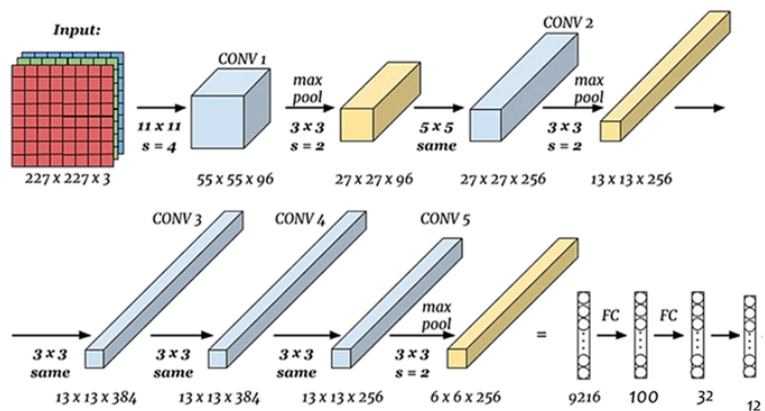 Input:
CONV 1
CONV 2
max
pool
max
pool
11 x 11
s = 4
3 x 3
s = 2
5 x 5
same
3 x 3
s = 2
227 x 227 x 3
55 x 55 x 96
27 x 27 x 96
27 x 27 x 256
13 x 13 x 256
CONV 3
CONV 4
CONV 5
max
pool
=
FC
FC
3 x 3
same
3 x 3
same
3 x 3
same
3 x 3
s = 2
13 x 13 x 384
13 x 13 x 384
13 x 13 x 256
6 x 6 x 256
9216
100
32
12